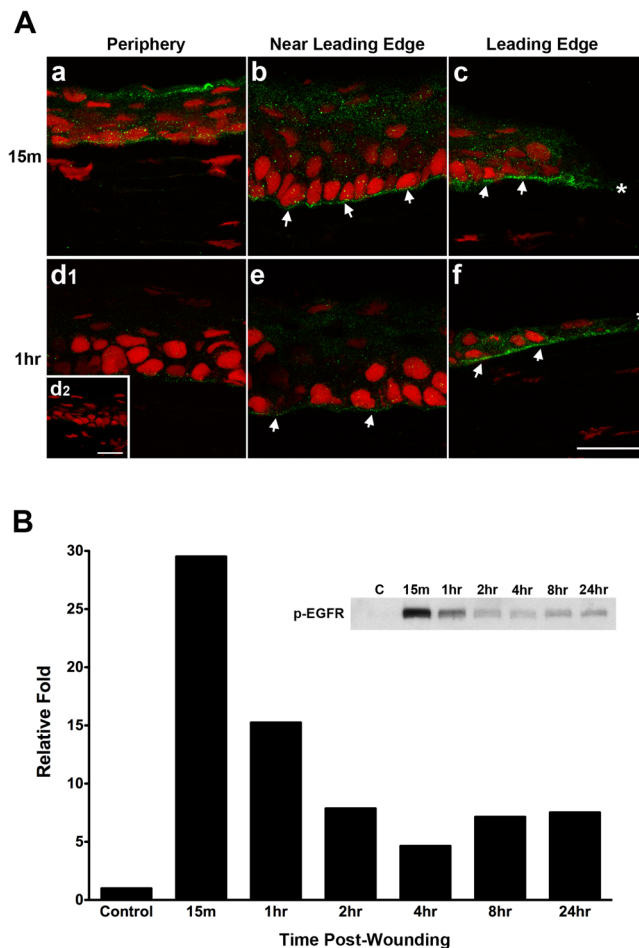 A
Periphery
Near Leading Edge
Leading Edge
15m
a
b
c
*
1hr
d1
e
f
*
d2
B
30
25
20
15
10
5
0
Relative Fold
C 15m 1hr 2hr 4hr 8hr 24hr
p-EGFR
Control 15m 1hr 2hr 4hr 8hr 24hr
Time Post-Wounding